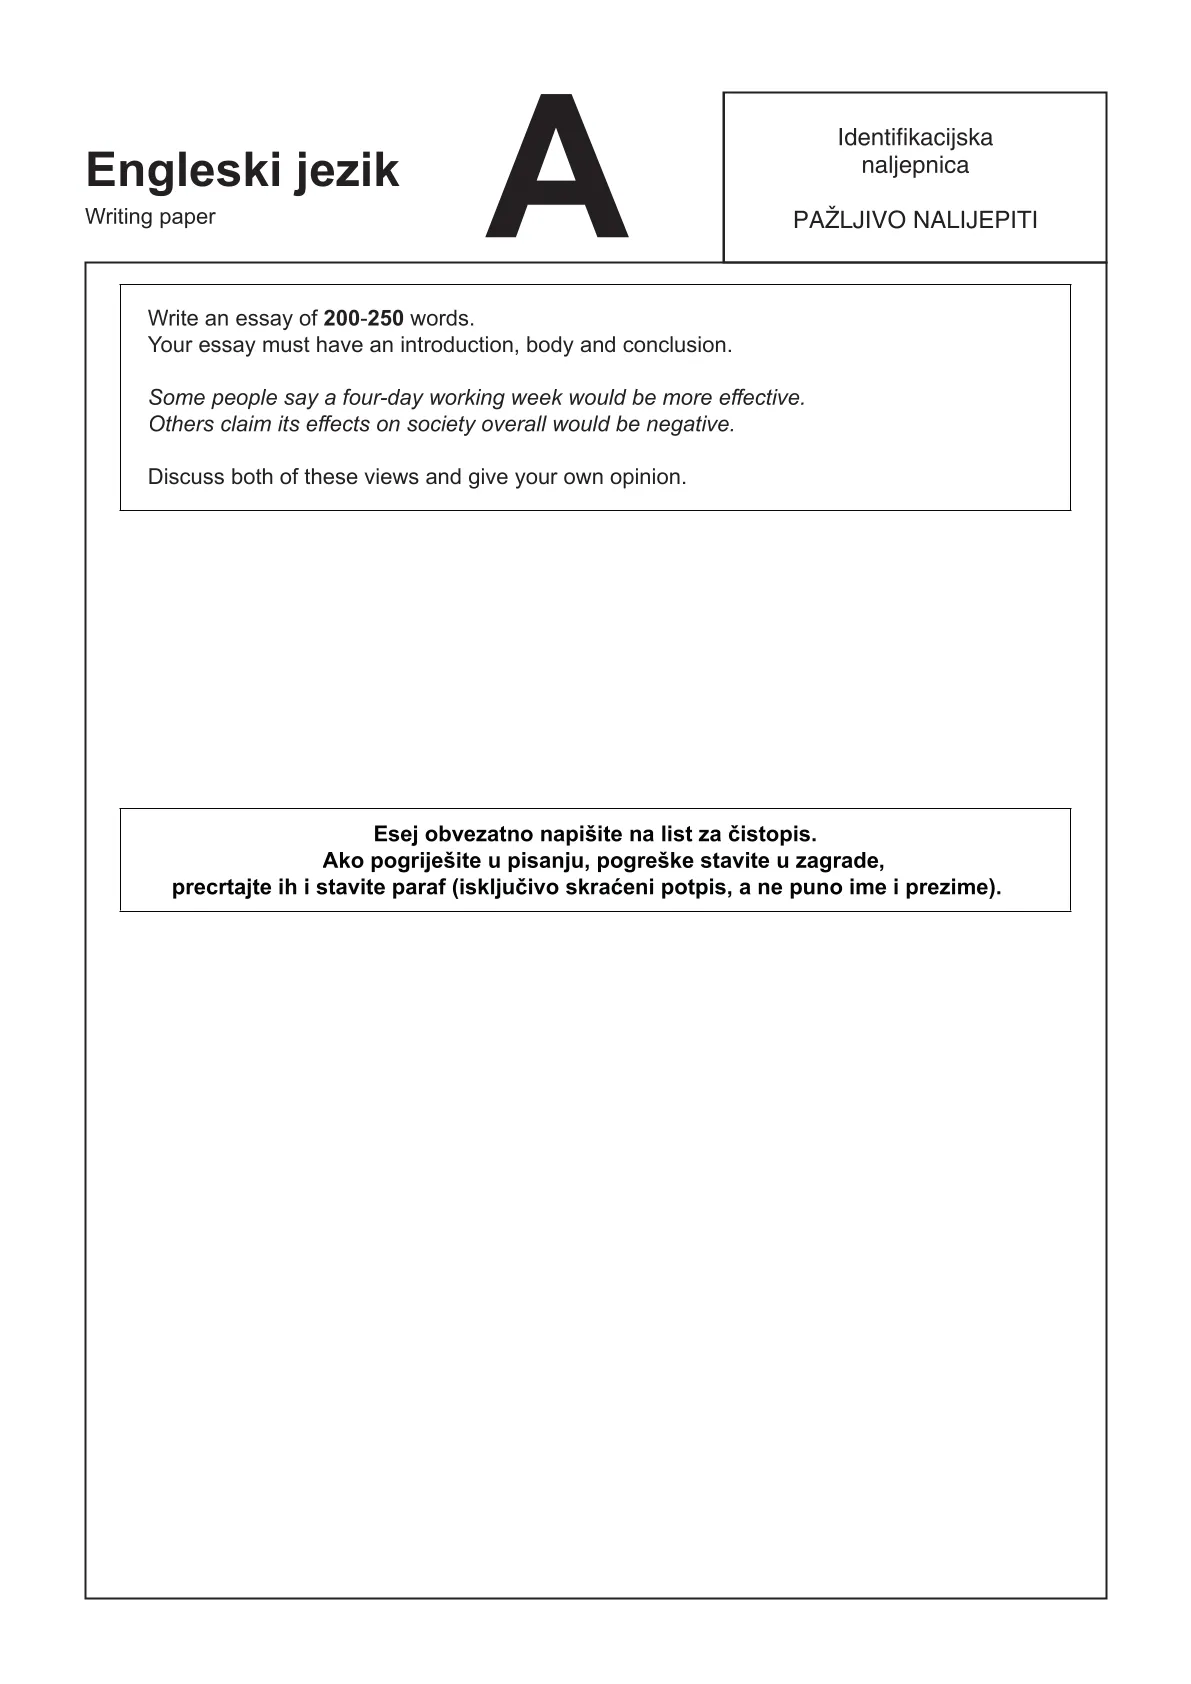 Engleski jezik
Writing paper
A
Identifikacijska
naljepnica
PAŽLJIVO NALIJEPITI
Write an essay of 200-250 words.
Your essay must have an introduction, body and conclusion.
Some people say a four-day working week would be more effective.
Others claim its effects on society overall would be negative.
Discuss both of these views and give your own opinion.
Esej obvezatno napišite na list za čistopis.
Ako pogriješite u pisanju, pogreške stavite u zagrade,
precrtajte ih i stavite paraf (isključivo skraćeni potpis, a ne puno ime i prezime).